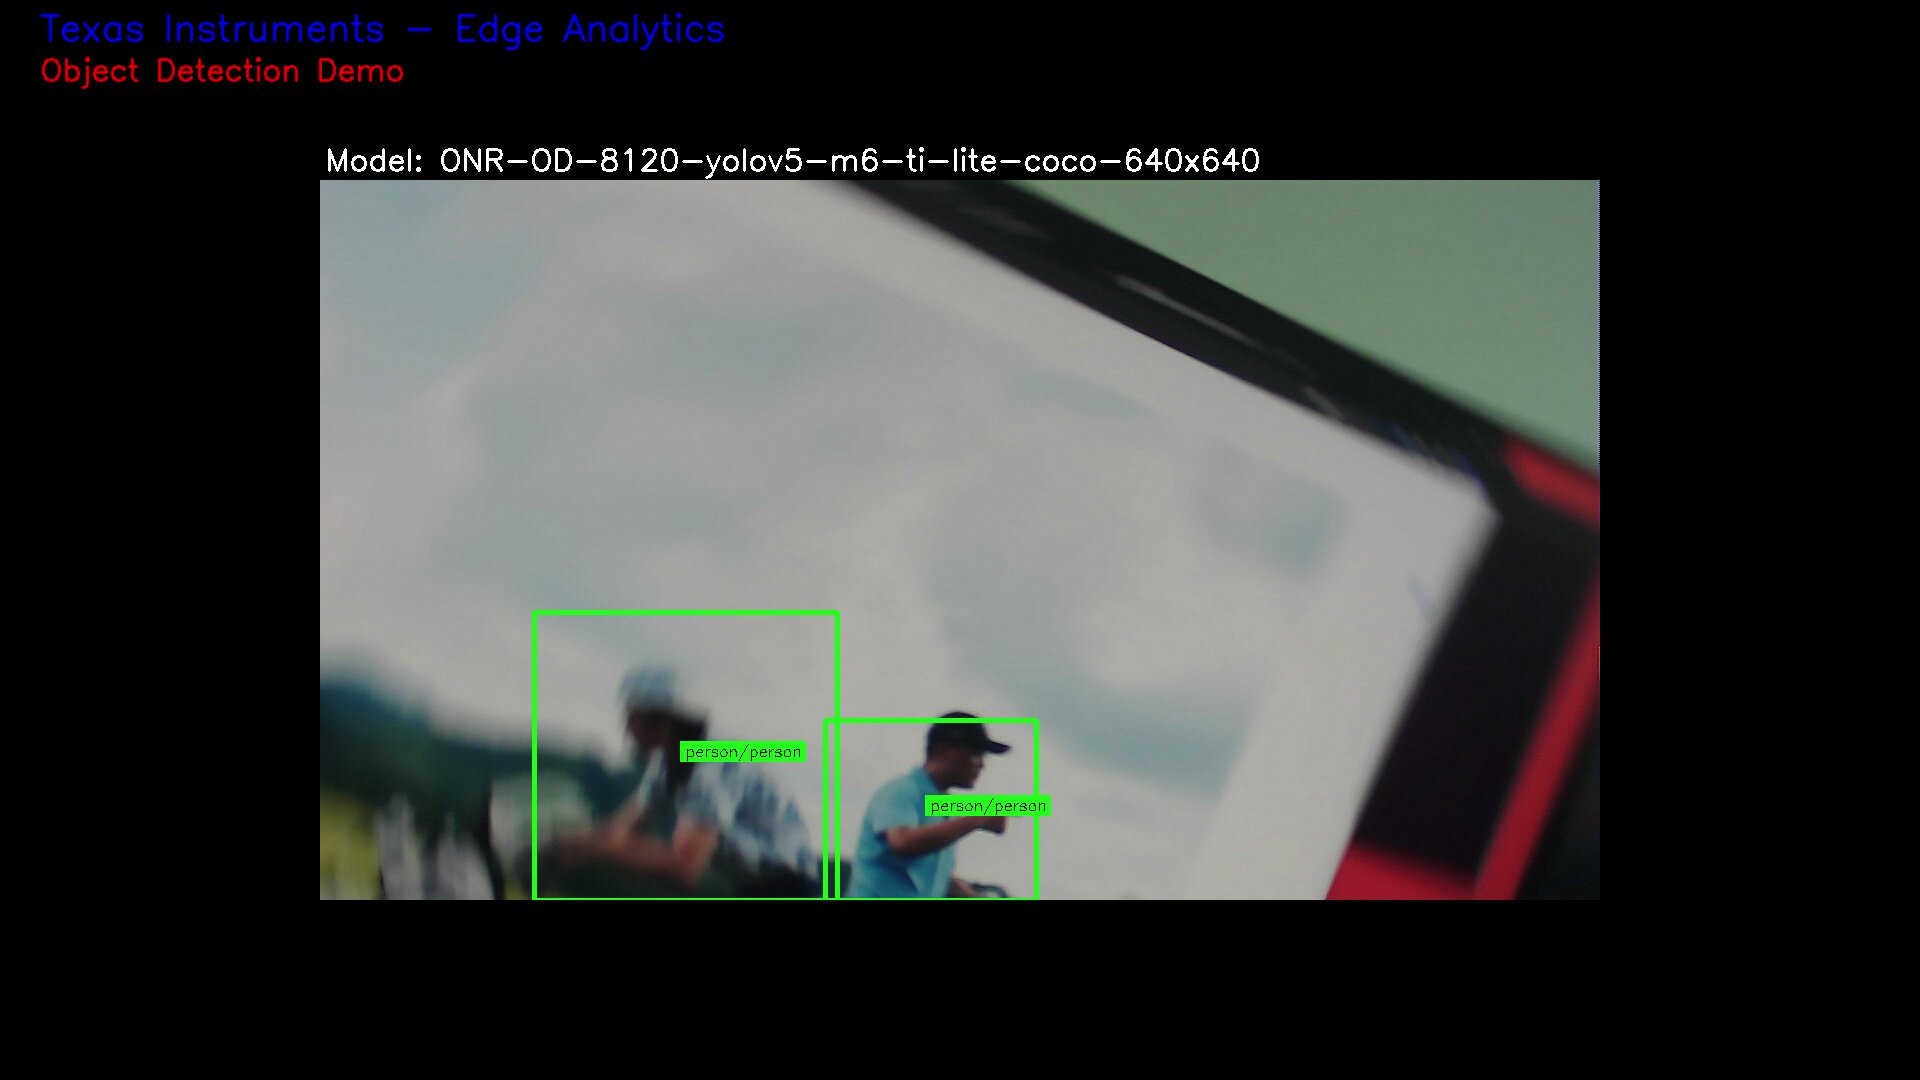 Texas Instruments – Edge Analytics
Object Detection Demo
Model: ONR-OD-8120-yolov5-m6-ti-lite-coco-640x640
person/person
person/person